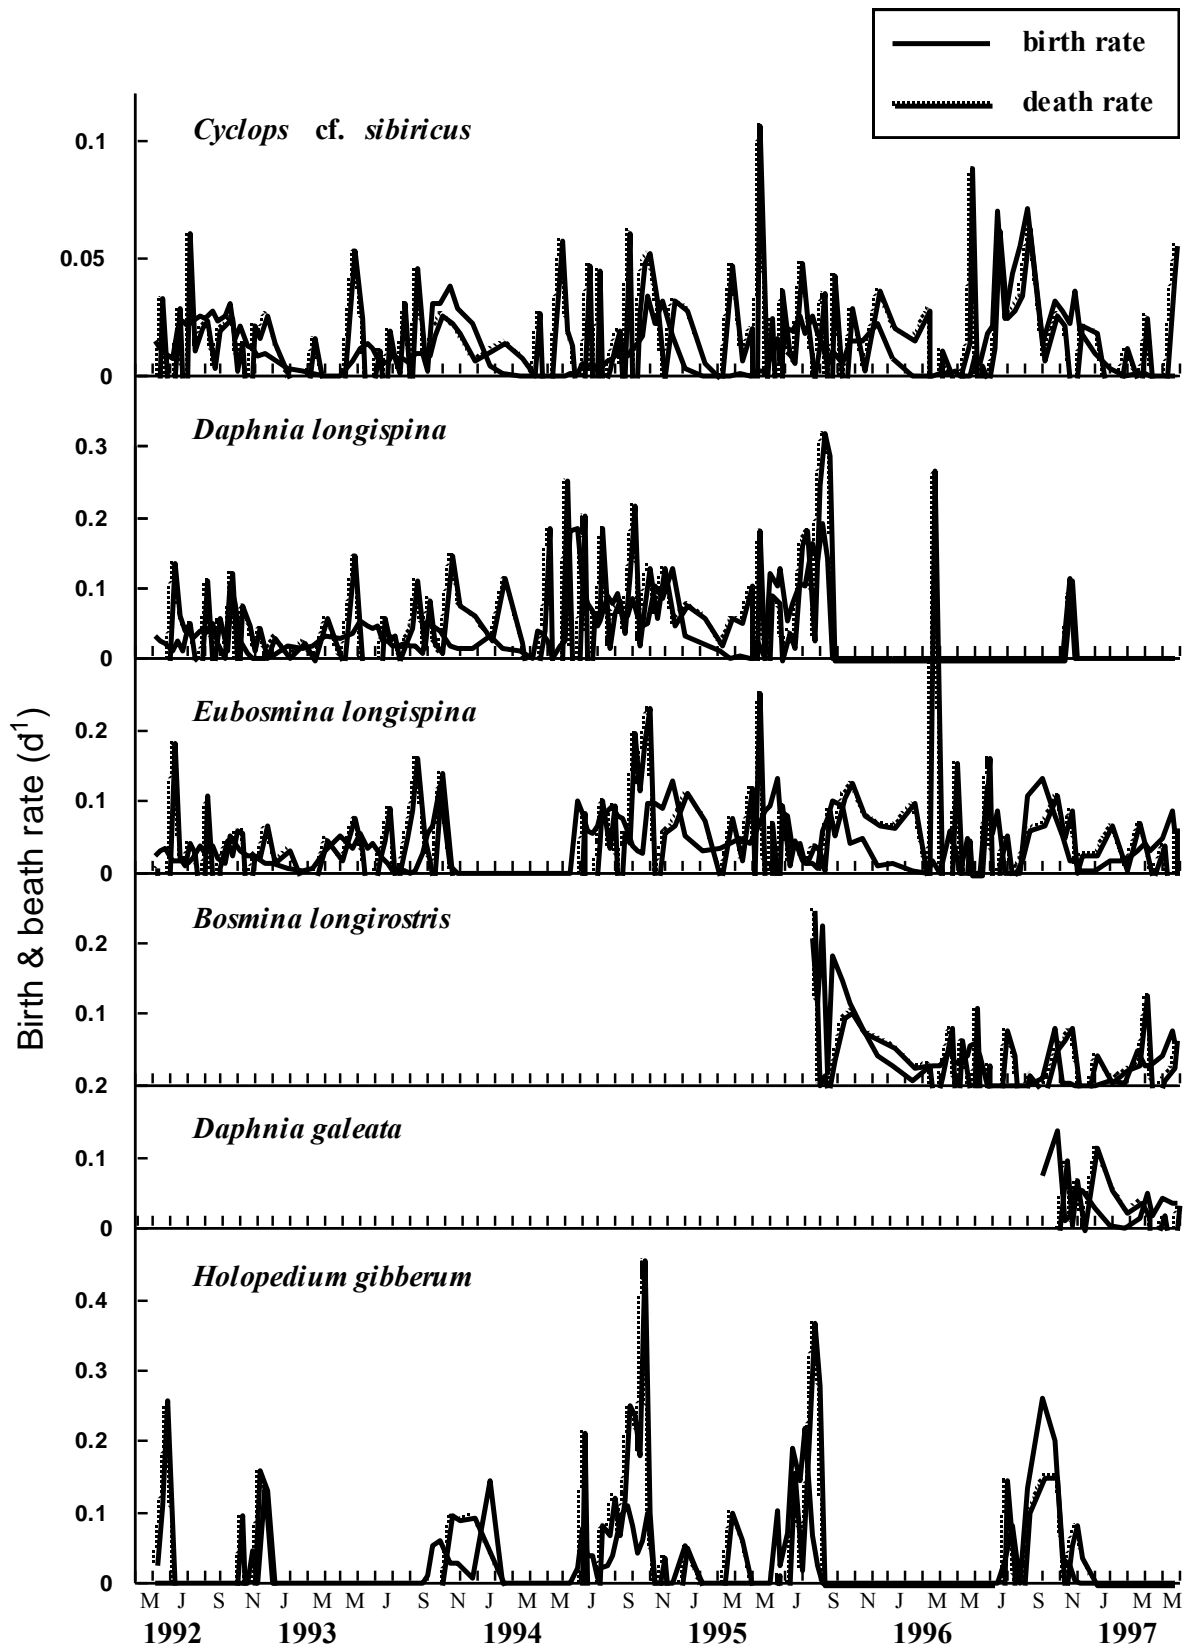 birth rate
death rate
Cyclops cf. sibiricus
0.1
0.05
0
Daphnia longispina
0.3
0.2
0.1
0
Eubosmina longispina
0.2
0.1
0
Bosmina longirostris
0.2
0.1
0.2
Daphnia galeata
0.1
0
Holopedium gibberum
0.4
0.3
0.2
0.1
0
Birth & beath rate (d¹)
M J S N J M M J S N J M M J S N J M M J S N J M M J S N J M M
1992 1993 1994 1995 1996 1997